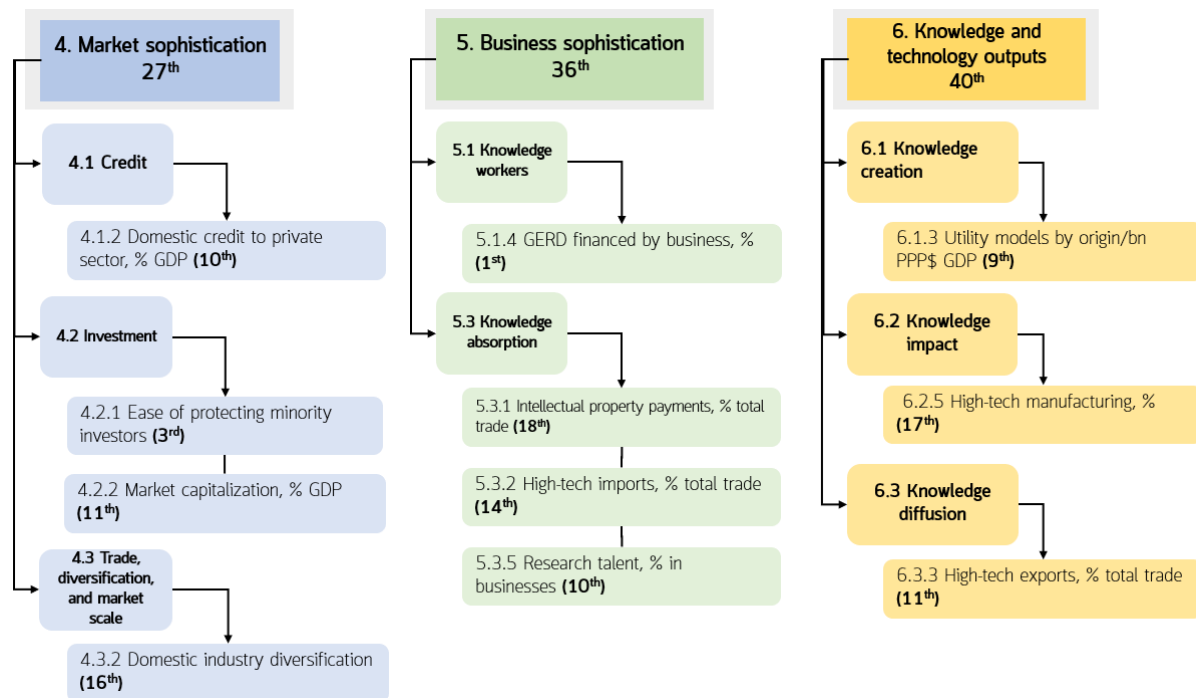 4. Market sophistication
27th
4.1 Credit
4.1.2 Domestic credit to private
sector, % GDP (10th)
4.2 Investment
4.2.1 Ease of protecting minority
investors (3rd)
4.2.2 Market capitalization, % GDP
(11th)
4.3 Trade,
diversification,
and market
scale
4.3.2 Domestic industry diversification
(16th)
5. Business sophistication
36th
5.1 Knowledge
workers
5.1.4 GERD financed by business, %
(1st)
5.3 Knowledge
absorption
5.3.1 Intellectual property payments, % total
trade (18th)
5.3.2 High-tech imports, % total trade
(14th)
5.3.5 Research talent, % in
businesses (10th)
6. Knowledge and
technology outputs
40th
6.1 Knowledge
creation
6.1.3 Utility models by origin/bn
PPP$ GDP (9th)
6.2 Knowledge
impact
6.2.5 High-tech manufacturing, %
(17th)
6.3 Knowledge
diffusion
6.3.3 High-tech exports, % total trade
(11th)